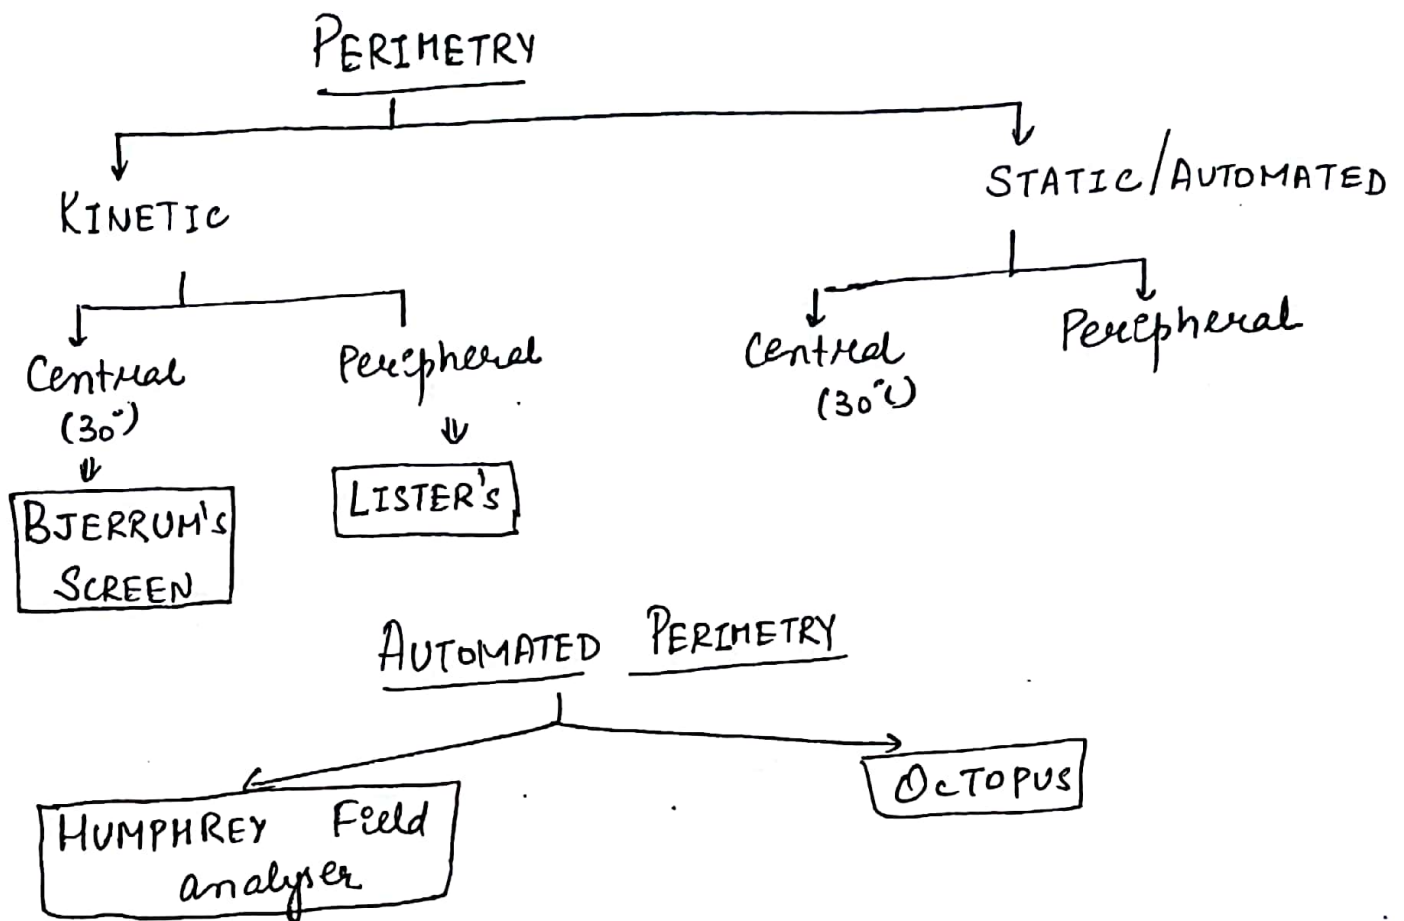 PERIMETRY
KINETIC
STATIC/AUTOMATED
Central
(30°)
Peripheral
Central
(30°C)
Peripheral
BJERRUM'S
SCREEN
LISTER'S
AUTOMATED PERIMETRY
HUMPHREY Field
analyser
OCTOPUS